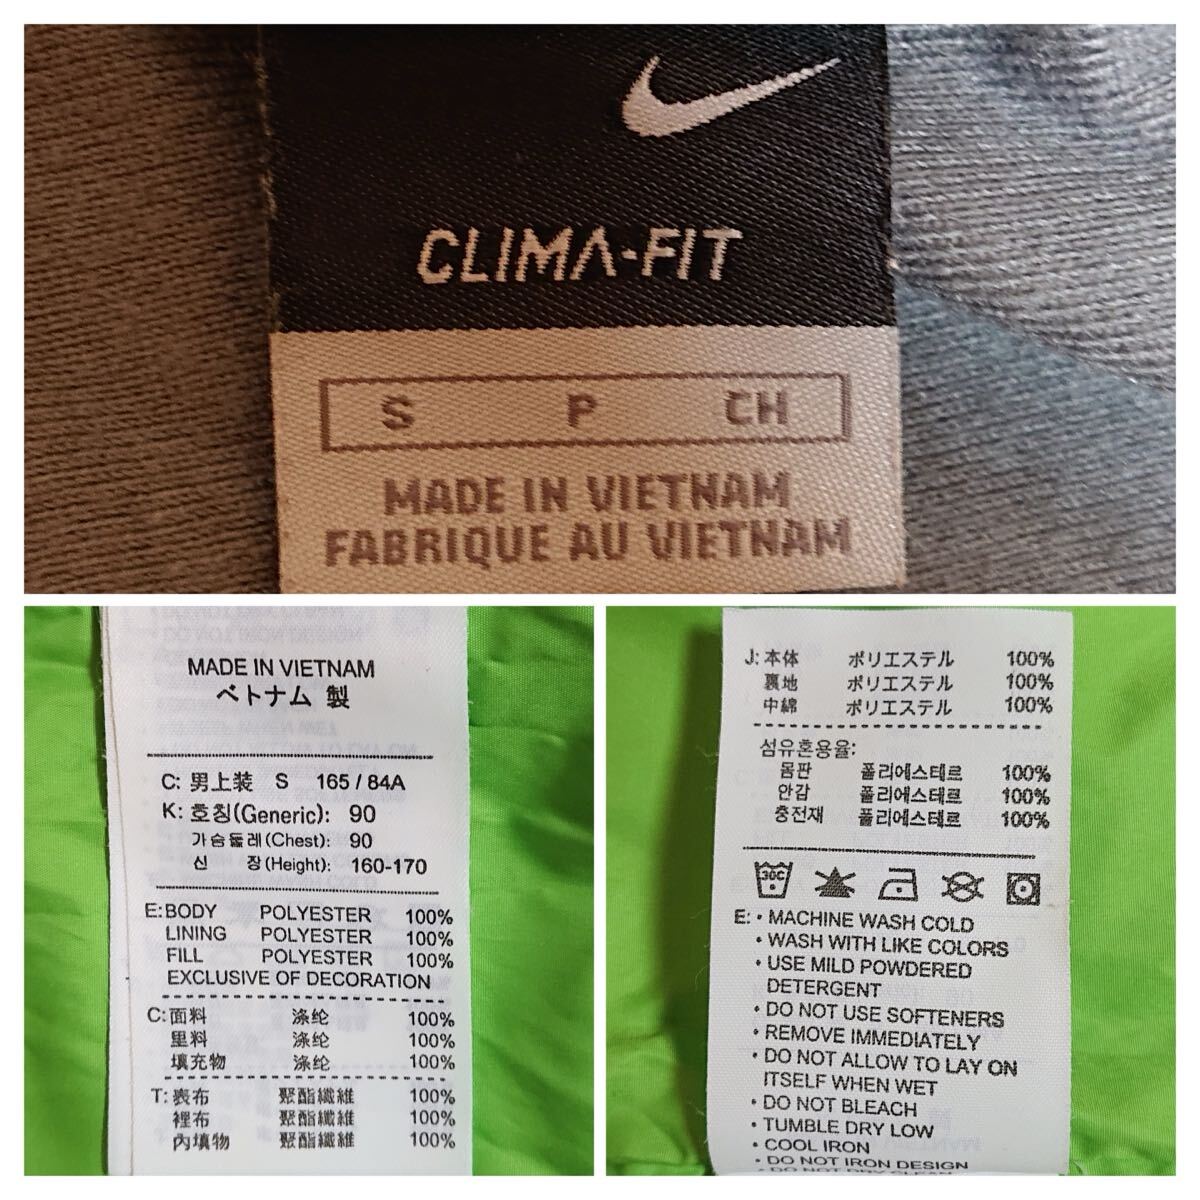 CLIMA-FIT
S P CH
MADE IN VIETNAM
FABRIQUE AU VIETNAM
MADE IN VIETNAM
ベトナム 製
C: 男上装 S 165 / 84A
K: 호칭(Generic): 90
가슴둘레(Chest): 90
신 장(Height): 160-170
E: BODY POLYESTER 100%
LINING POLYESTER 100%
FILL POLYESTER 100%
EXCLUSIVE OF DECORATION
C: 面料 涤纶 100%
里料 涤纶 100%
填充物 涤纶 100%
T: 表布 聚酯纖維 100%
裡布 聚酯纖維 100%
內填物 聚酯纖維 100%
J: 本体 ポリエステル 100%
裏地 ポリエステル 100%
中綿 ポリエステル 100%
섬유혼용율:
몸판 폴리에스테르 100%
안감 폴리에스테르 100%
충전재 폴리에스테르 100%
30C
E: • MACHINE WASH COLD
• WASH WITH LIKE COLORS
• USE MILD POWDERED
DETERGENT
• DO NOT USE SOFTENERS
• REMOVE IMMEDIATELY
• DO NOT ALLOW TO LAY ON
ITSELF WHEN WET
• DO NOT BLEACH
• TUMBLE DRY LOW
• COOL IRON
• DO NOT IRON DESIGN
• DO NOT DRY CLEAN